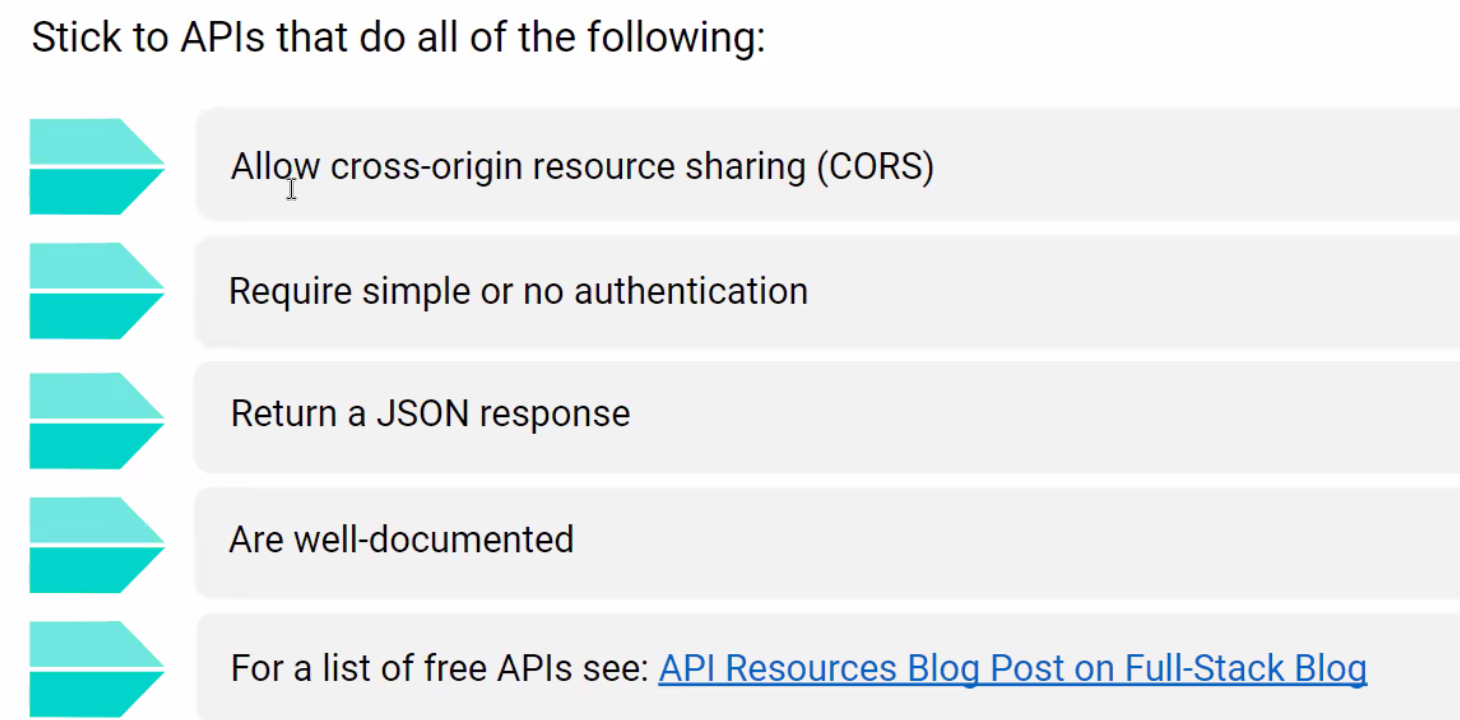 Stick to APIs that do all of the following:
Allow cross-origin resource sharing (CORS)
Require simple or no authentication
Return a JSON response
Are well-documented
For a list of free APIs see: API Resources Blog Post on Full-Stack Blog